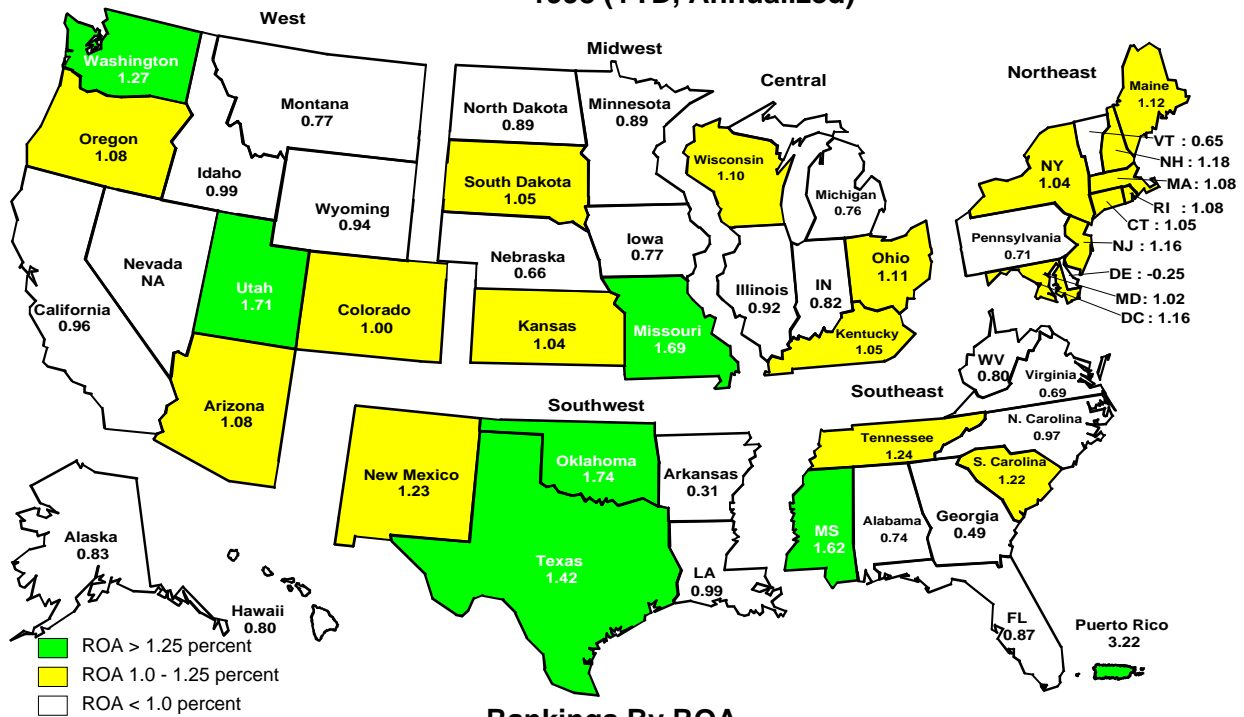 (YTD, Annualized)
West
Midwest
Central
Northeast
Washington
1.27
Montana
0.77
North Dakota
0.89
Minnesota
0.89
Maine
1.12
Oregon
1.08
Idaho
0.99
Wyoming
0.94
South Dakota
1.05
Wisconsin
1.10
Michigan
0.76
NY
1.04
VT : 0.65
NH : 1.18
MA : 1.08
RI : 1.08
CT : 1.05
NJ : 1.16
DE : -0.25
MD: 1.02
DC : 1.16
Pennsylvania
0.71
Nevada
NA
California
0.96
Utah
1.71
Colorado
1.00
Nebraska
0.66
Iowa
0.77
Kansas
1.04
Missouri
1.69
Illinois
0.92
IN
0.82
Ohio
1.11
Kentucky
1.05
Arizona
1.08
Southwest
Southeast
WV
0.80
Virginia
0.69
N. Carolina
0.97
Tennessee
1.24
S. Carolina
1.22
New Mexico
1.23
Oklahoma
1.74
Arkansas
0.31
Texas
1.42
LA
0.99
MS
1.62
Alabama
0.74
Georgia
0.49
FL
0.87
Puerto Rico
3.22
Alaska
0.83
Hawaii
0.80
ROA > 1.25 percent
ROA 1.0 - 1.25 percent
ROA < 1.0 percent
Rankings By ROA